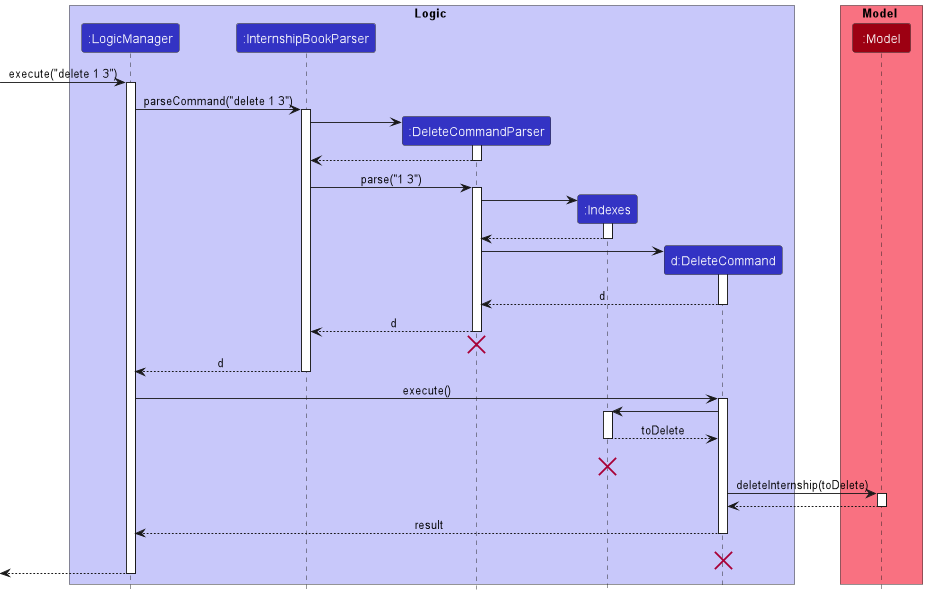 Logic
Model
:LogicManager
:InternshipBookParser
:Model
execute("delete 1 3")
parseCommand("delete 1 3")
:DeleteCommandParser
parse("1 3")
:Indexes
d:DeleteCommand
d
d
d
execute()
toDelete
deleteInternship(toDelete)
result